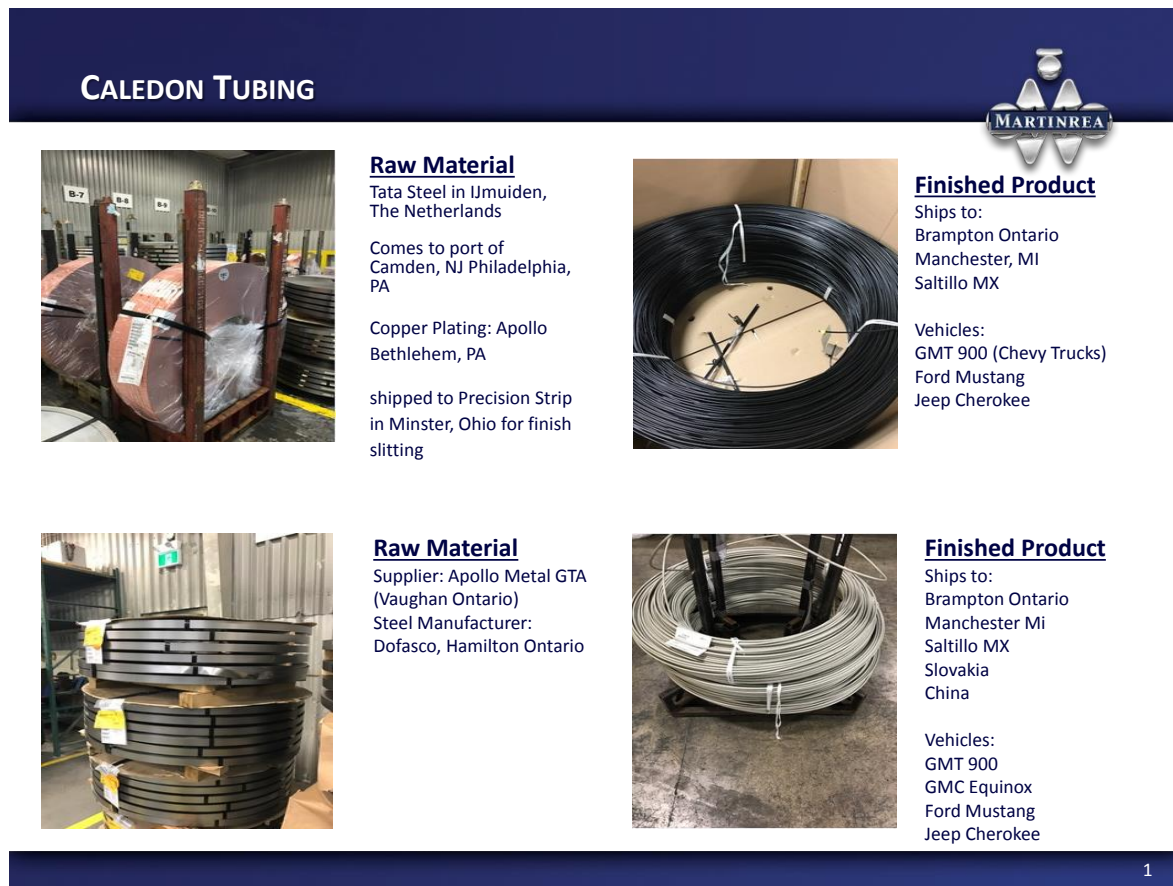 CALEDON TUBING
MARTINREA
B-7
B-8
B-9
Raw Material
Tata Steel in IJmuiden,
The Netherlands
Comes to port of
Camden, NJ Philadelphia,
PA
Copper Plating: Apollo
Bethlehem, PA
shipped to Precision Strip
in Minster, Ohio for finish
slitting
Finished Product
Ships to:
Brampton Ontario
Manchester, MI
Saltillo MX
Vehicles:
GMT 900 (Chevy Trucks)
Ford Mustang
Jeep Cherokee
Raw Material
Supplier: Apollo Metal GTA
(Vaughan Ontario)
Steel Manufacturer:
Dofasco, Hamilton Ontario
Finished Product
Ships to:
Brampton Ontario
Manchester Mi
Saltillo MX
Slovakia
China
Vehicles:
GMT 900
GMC Equinox
Ford Mustang
Jeep Cherokee
1